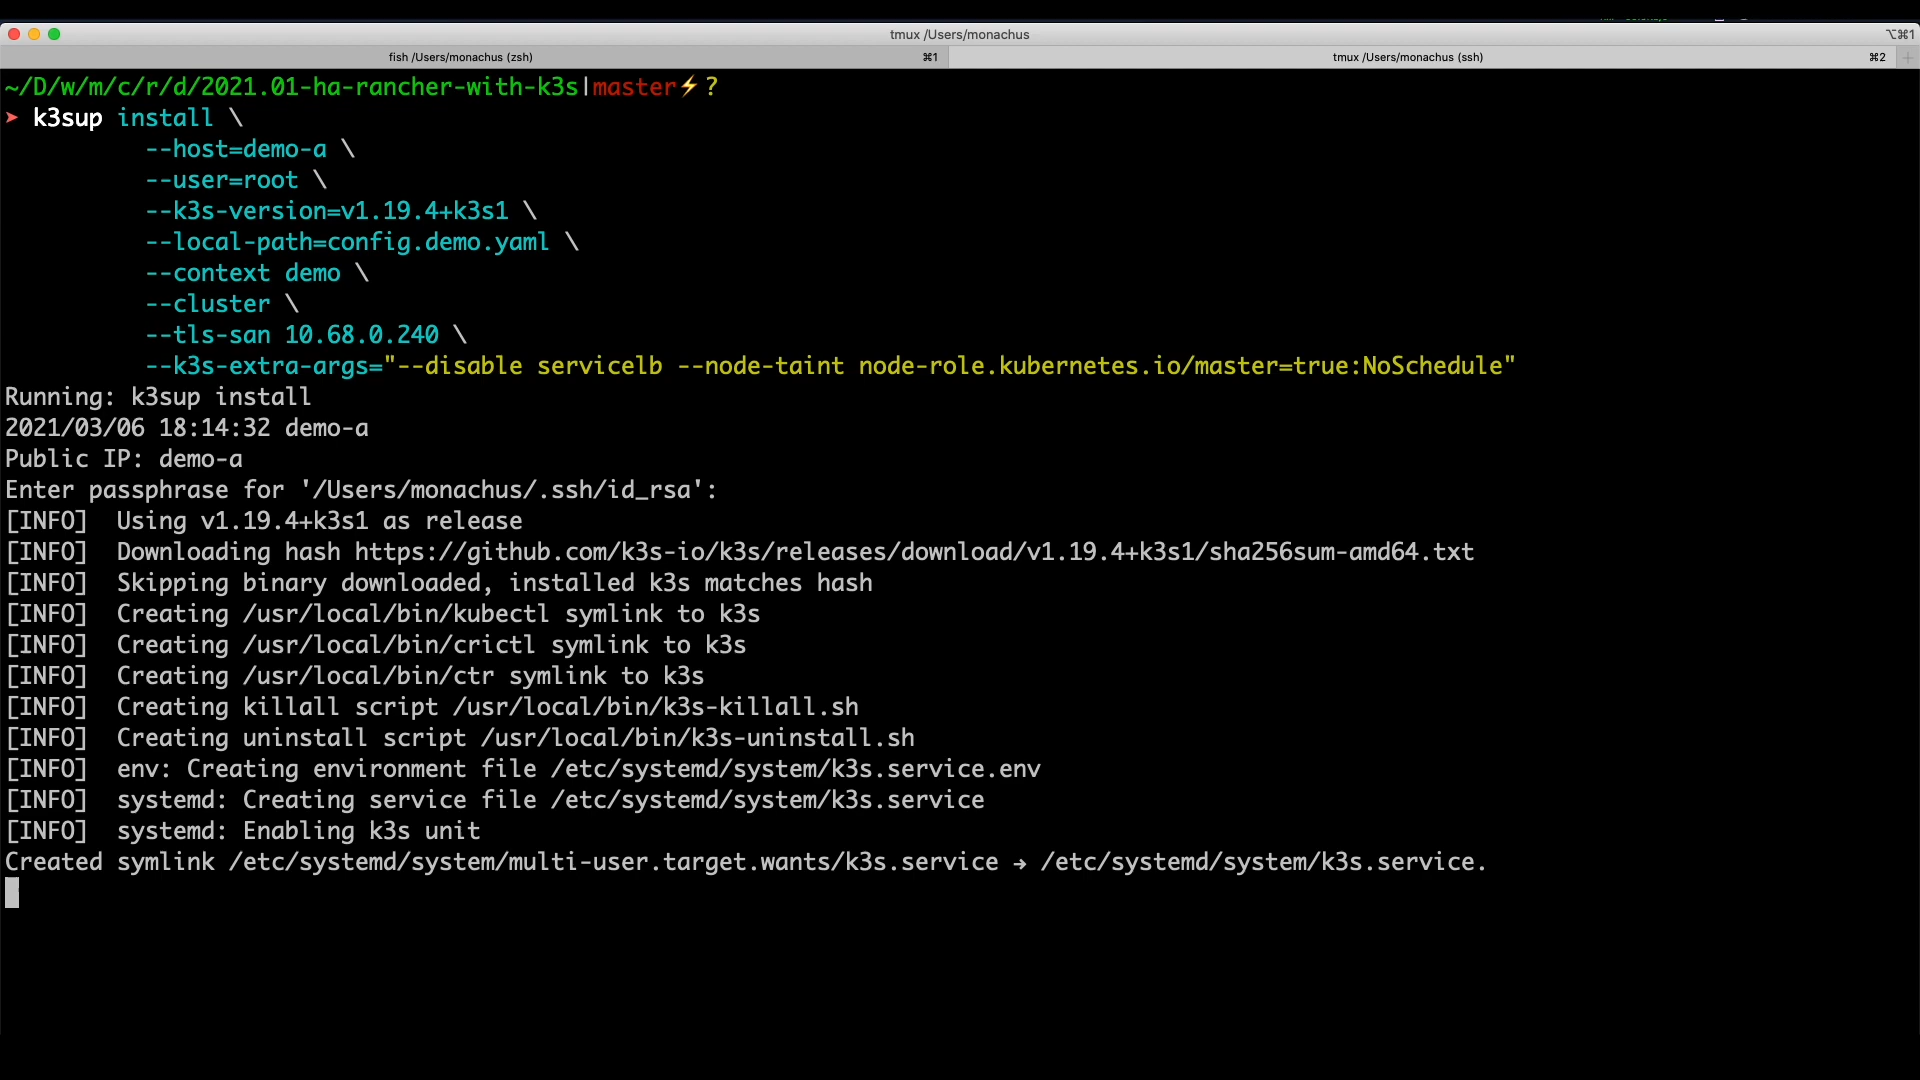 tmux /Users/monachus
⌥⌘1
fish /Users/monachus (zsh)
⌘1
tmux /Users/monachus (ssh)
⌘2
~/D/w/m/c/r/d/2021.01-ha-rancher-with-k3s|master⚡?
➤ k3sup install \
--host=demo-a \
--user=root \
--k3s-version=v1.19.4+k3s1 \
--local-path=config.demo.yaml \
--context demo \
--cluster \
--tls-san 10.68.0.240 \
--k3s-extra-args="--disable servicelb --node-taint node-role.kubernetes.io/master=true:NoSchedule"
Running: k3sup install
2021/03/06 18:14:32 demo-a
Public IP: demo-a
Enter passphrase for '/Users/monachus/.ssh/id_rsa':
[INFO]  Using v1.19.4+k3s1 as release
[INFO]  Downloading hash https://github.com/k3s-io/k3s/releases/download/v1.19.4+k3s1/sha256sum-amd64.txt
[INFO]  Skipping binary downloaded, installed k3s matches hash
[INFO]  Creating /usr/local/bin/kubectl symlink to k3s
[INFO]  Creating /usr/local/bin/crictl symlink to k3s
[INFO]  Creating /usr/local/bin/ctr symlink to k3s
[INFO]  Creating killall script /usr/local/bin/k3s-killall.sh
[INFO]  Creating uninstall script /usr/local/bin/k3s-uninstall.sh
[INFO]  env: Creating environment file /etc/systemd/system/k3s.service.env
[INFO]  systemd: Creating service file /etc/systemd/system/k3s.service
[INFO]  systemd: Enabling k3s unit
Created symlink /etc/systemd/system/multi-user.target.wants/k3s.service → /etc/systemd/system/k3s.service.